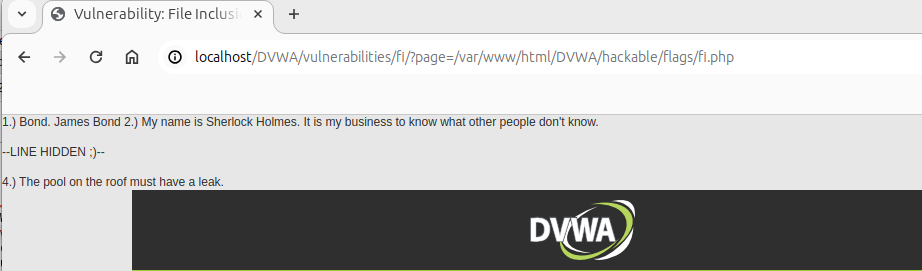 Vulnerability: File Inclusi
localhost/DVWA/vulnerabilities/fi/?page=/var/www/html/DVWA/hackable/flags/fi.php
1.) Bond. James Bond 2.) My name is Sherlock Holmes. It is my business to know what other people don't know.
--LINE HIDDEN ;)--
4.) The pool on the roof must have a leak.
DVWA